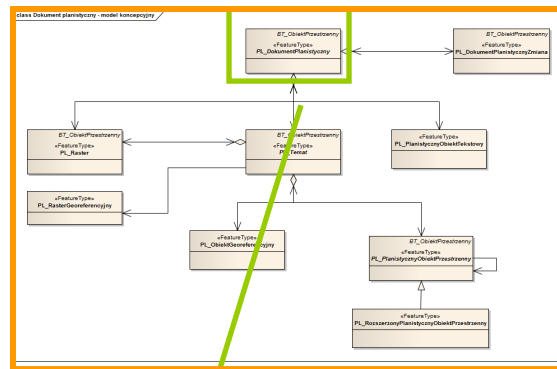 class Dokument planistyczny - model koncepcyjny
BT_ObiektPrzestrzenny
«FeatureType»
PL_DokumentPlanistyczny
BT_ObiektPrzestrzenny
«FeatureType»
PL_DokumentPlanistycznyZmiana
BT_ObiektPrzestrzenny
«FeatureType»
PL_Raster
BT_ObiektPrzestrzenny
«FeatureType»
PL_Temat
«FeatureType»
PL_PlanistycznyObiektTekstowy
«FeatureType»
PL_RasterGeoreferencyjny
«FeatureType»
PL_ObiektGeoreferencyjny
BT_ObiektPrzestrzenny
«FeatureType»
PL_PlanistycznyObiektPrzestrzenny
«FeatureType»
PL_RozszerzonyPlanistycznyObiektPrzestrzenny